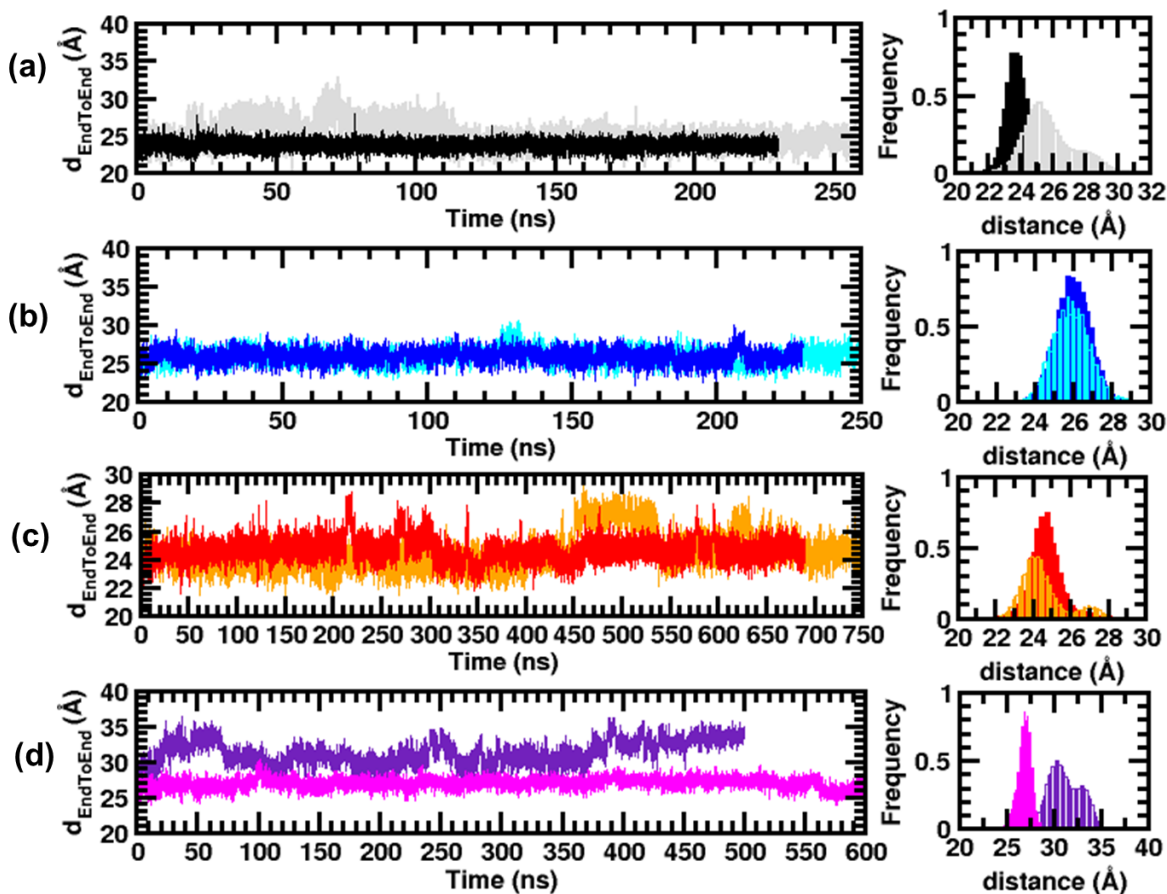 (a)
d_EndToEnd (Å)
40
35
30
25
20
0 50 100 150 200 250
Time (ns)
Frequency
1
0.5
0
20 22 24 26 28 30 32
distance (Å)
(b)
d_EndToEnd (Å)
40
35
30
25
20
0 50 100 150 200 250
Time (ns)
Frequency
1
0.5
0
20 22 24 26 28 30
distance (Å)
(c)
d_EndToEnd (Å)
30
28
26
24
22
20
0 50 100 150 200 250 300 350 400 450 500 550 600 650 700 750
Time (ns)
Frequency
1
0.5
0
20 22 24 26 28 30
distance (Å)
(d)
d_EndToEnd (Å)
40
35
30
25
20
0 50 100 150 200 250 300 350 400 450 500 550 600
Time (ns)
Frequency
1
0.5
0
20 25 30 35 40
distance (Å)